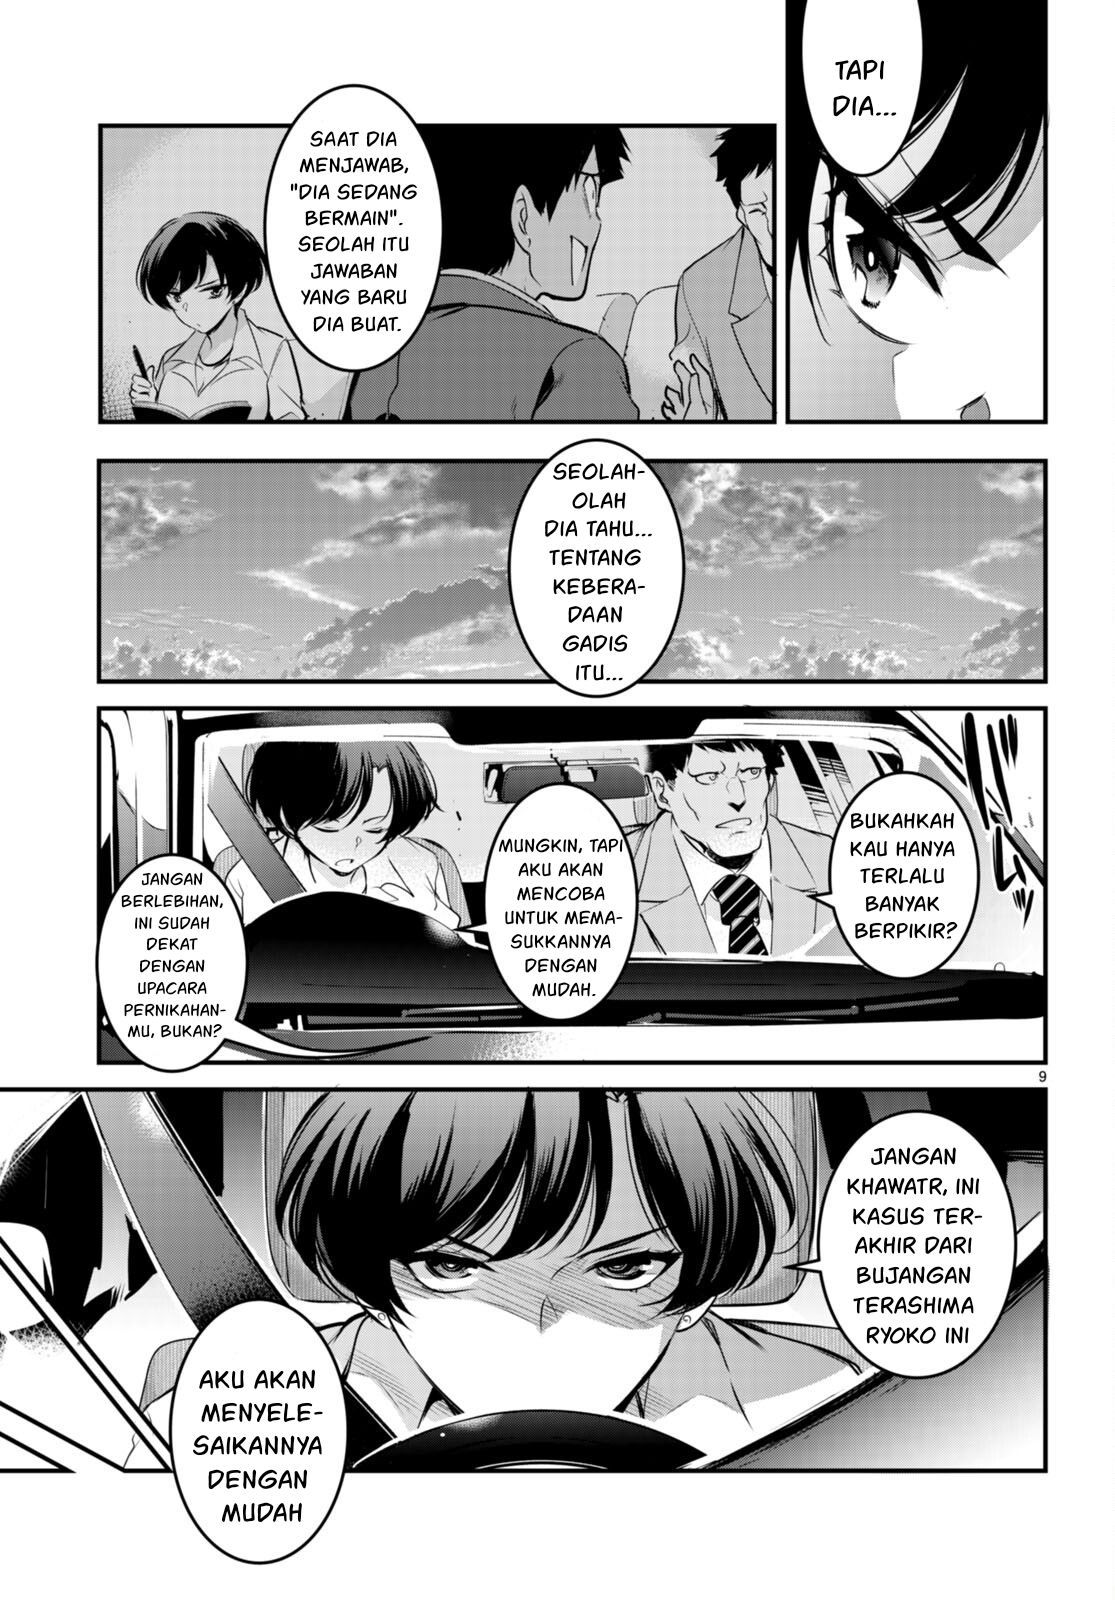 TAPI
DIA...
SAAT DIA
MENJAWAB,
"DIA SEDANG
BERMAIN".
SEOLAH ITU
JAWABAN
YANG BARU
DIA BUAT.
SEOLAH-
OLAH
DIA TAHU...
TENTANG
KEBERA-
DAAN
GADIS
ITU...
BUKAHKAH
KAU HANYA
TERLALU
BANYAK
BERPIKIR?
MUNGKIN, TAPI
AKU AKAN
MENCOBA
UNTUK MEMA-
SUKKANNYA
DENGAN
MUDAH.
JANGAN
BERLEBIHAN,
INI SUDAH
DEKAT
DENGAN
UPACARA
PERNIKAHAN-
MU, BUKAN?
9
JANGAN
KHAWATR, INI
KASUS TER-
AKHIR DARI
BUJANGAN
TERASHIMA
RYOKO INI
AKU AKAN
MENYELE-
SAIKANNYA
DENGAN
MUDAH